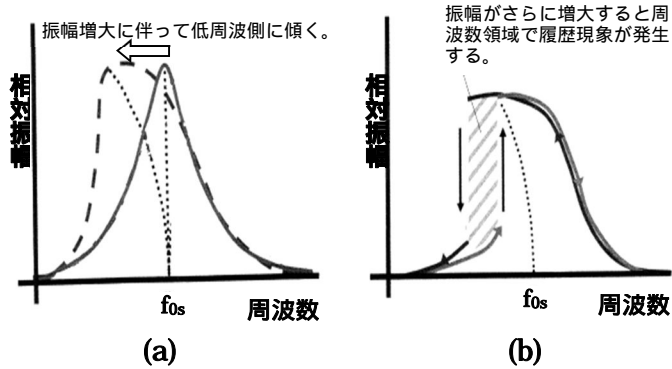 振幅増大に伴って低周波側に傾く。
相対振幅
f0s
周波数
(a)
振幅がさらに増大すると周
波数領域で履歴現象が発生
する。
相対振幅
f0s
周波数
(b)